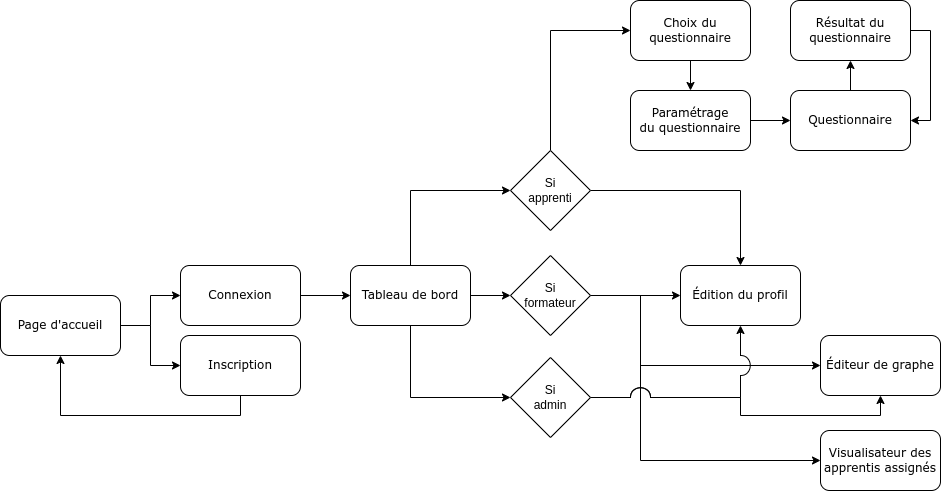 Choix du
questionnaire
Résultat du
questionnaire
Paramétrage
du questionnaire
Questionnaire
Si
apprenti
Page d'accueil
Connexion
Inscription
Tableau de bord
Si
formateur
Édition du profil
Si
admin
Éditeur de graphe
Visualisateur des
apprentis assignés